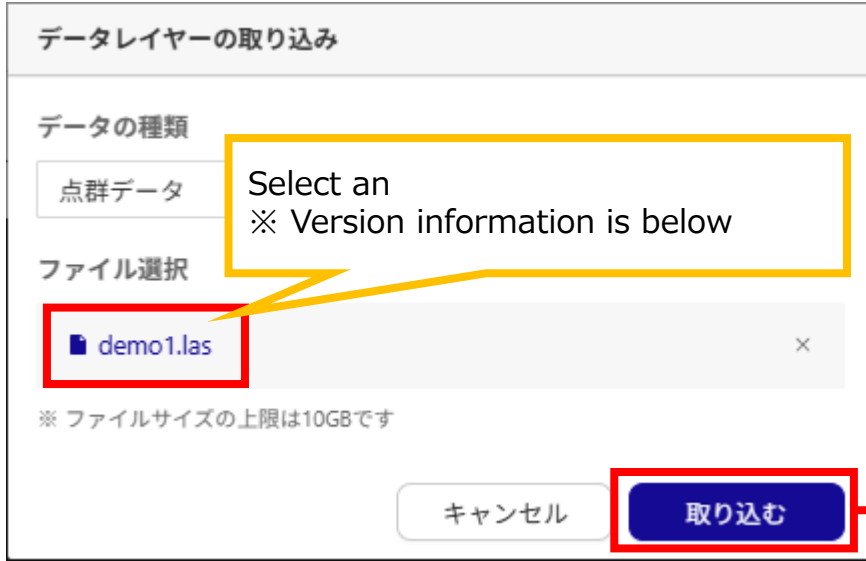 データレイヤーの取り込み
データの種類
点群データ
Select an
※ Version information is below
ファイル選択
demo1.las ×
※ ファイルサイズの上限は10GBです
キャンセル 取り込む